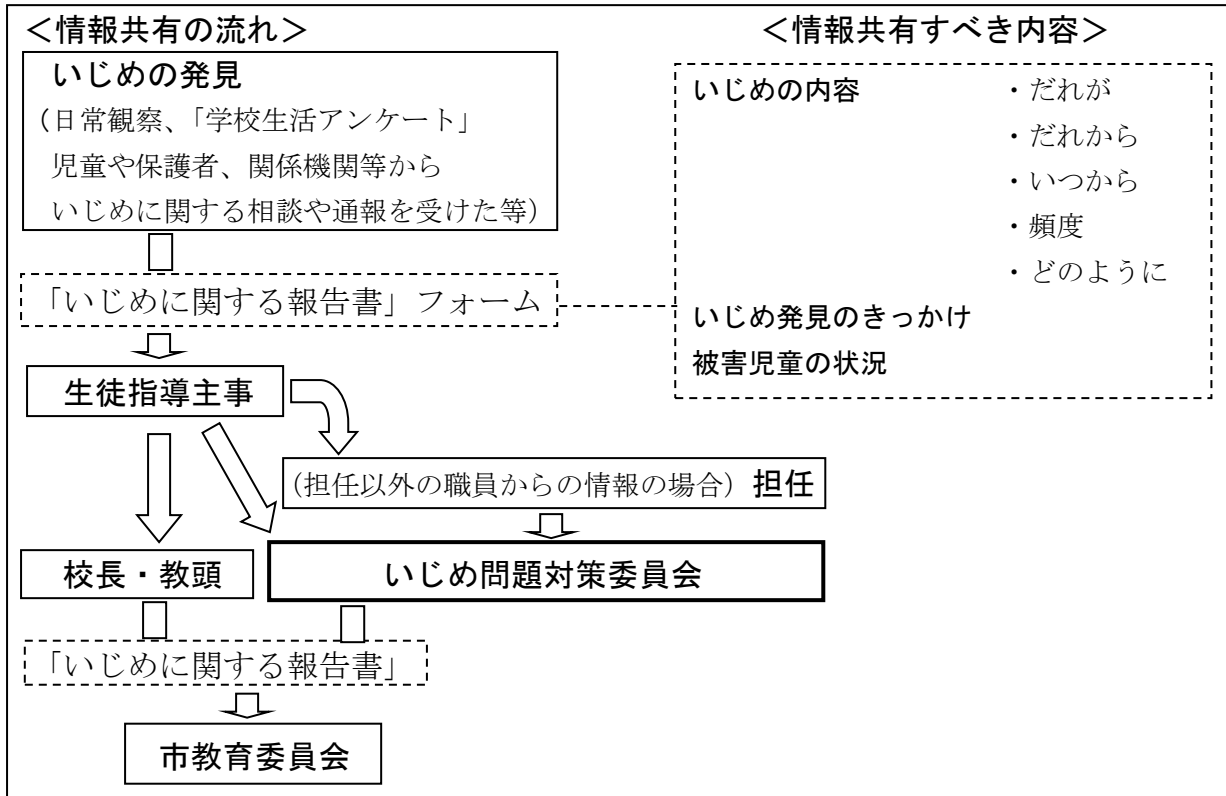 ＜情報共有の流れ＞
いじめの発見
（日常観察、「学校生活アンケート」
児童や保護者、関係機関等から
いじめに関する相談や通報を受けた等）
「いじめに関する報告書」フォーム
生徒指導主事
（担任以外の職員からの情報の場合）担任
校長・教頭
いじめ問題対策委員会
「いじめに関する報告書」
市教育委員会
＜情報共有すべき内容＞
いじめの内容 ・だれが
・だれから
・いつから
・頻度
・どのように
いじめ発見のきっかけ
被害児童の状況